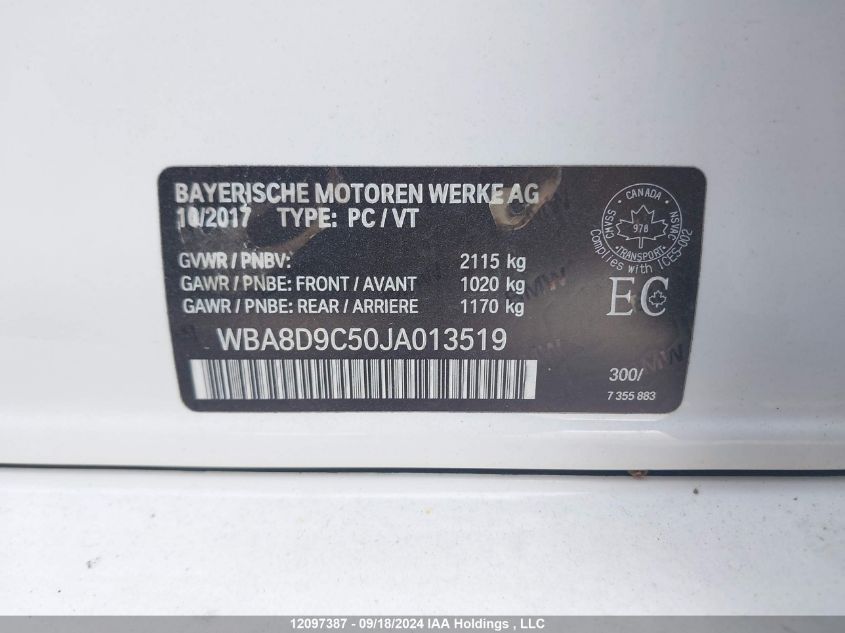 BAYERISCHE MOTOREN WERKE AG
10/2017 TYPE: PC / VT
GVWR / PNBV: 2115 kg
GAWR / PNBE: FRONT / AVANT 1020 kg
GAWR / PNBE: REAR / ARRIERE 1170 kg
WBA8D9C50JA013519
CANADA
CMVSS NSVAC
978
TRANSPORT
Complies with ICES-002
EC
300/
7 355 883
12097387 - 09/18/2024 IAA Holdings , LLC